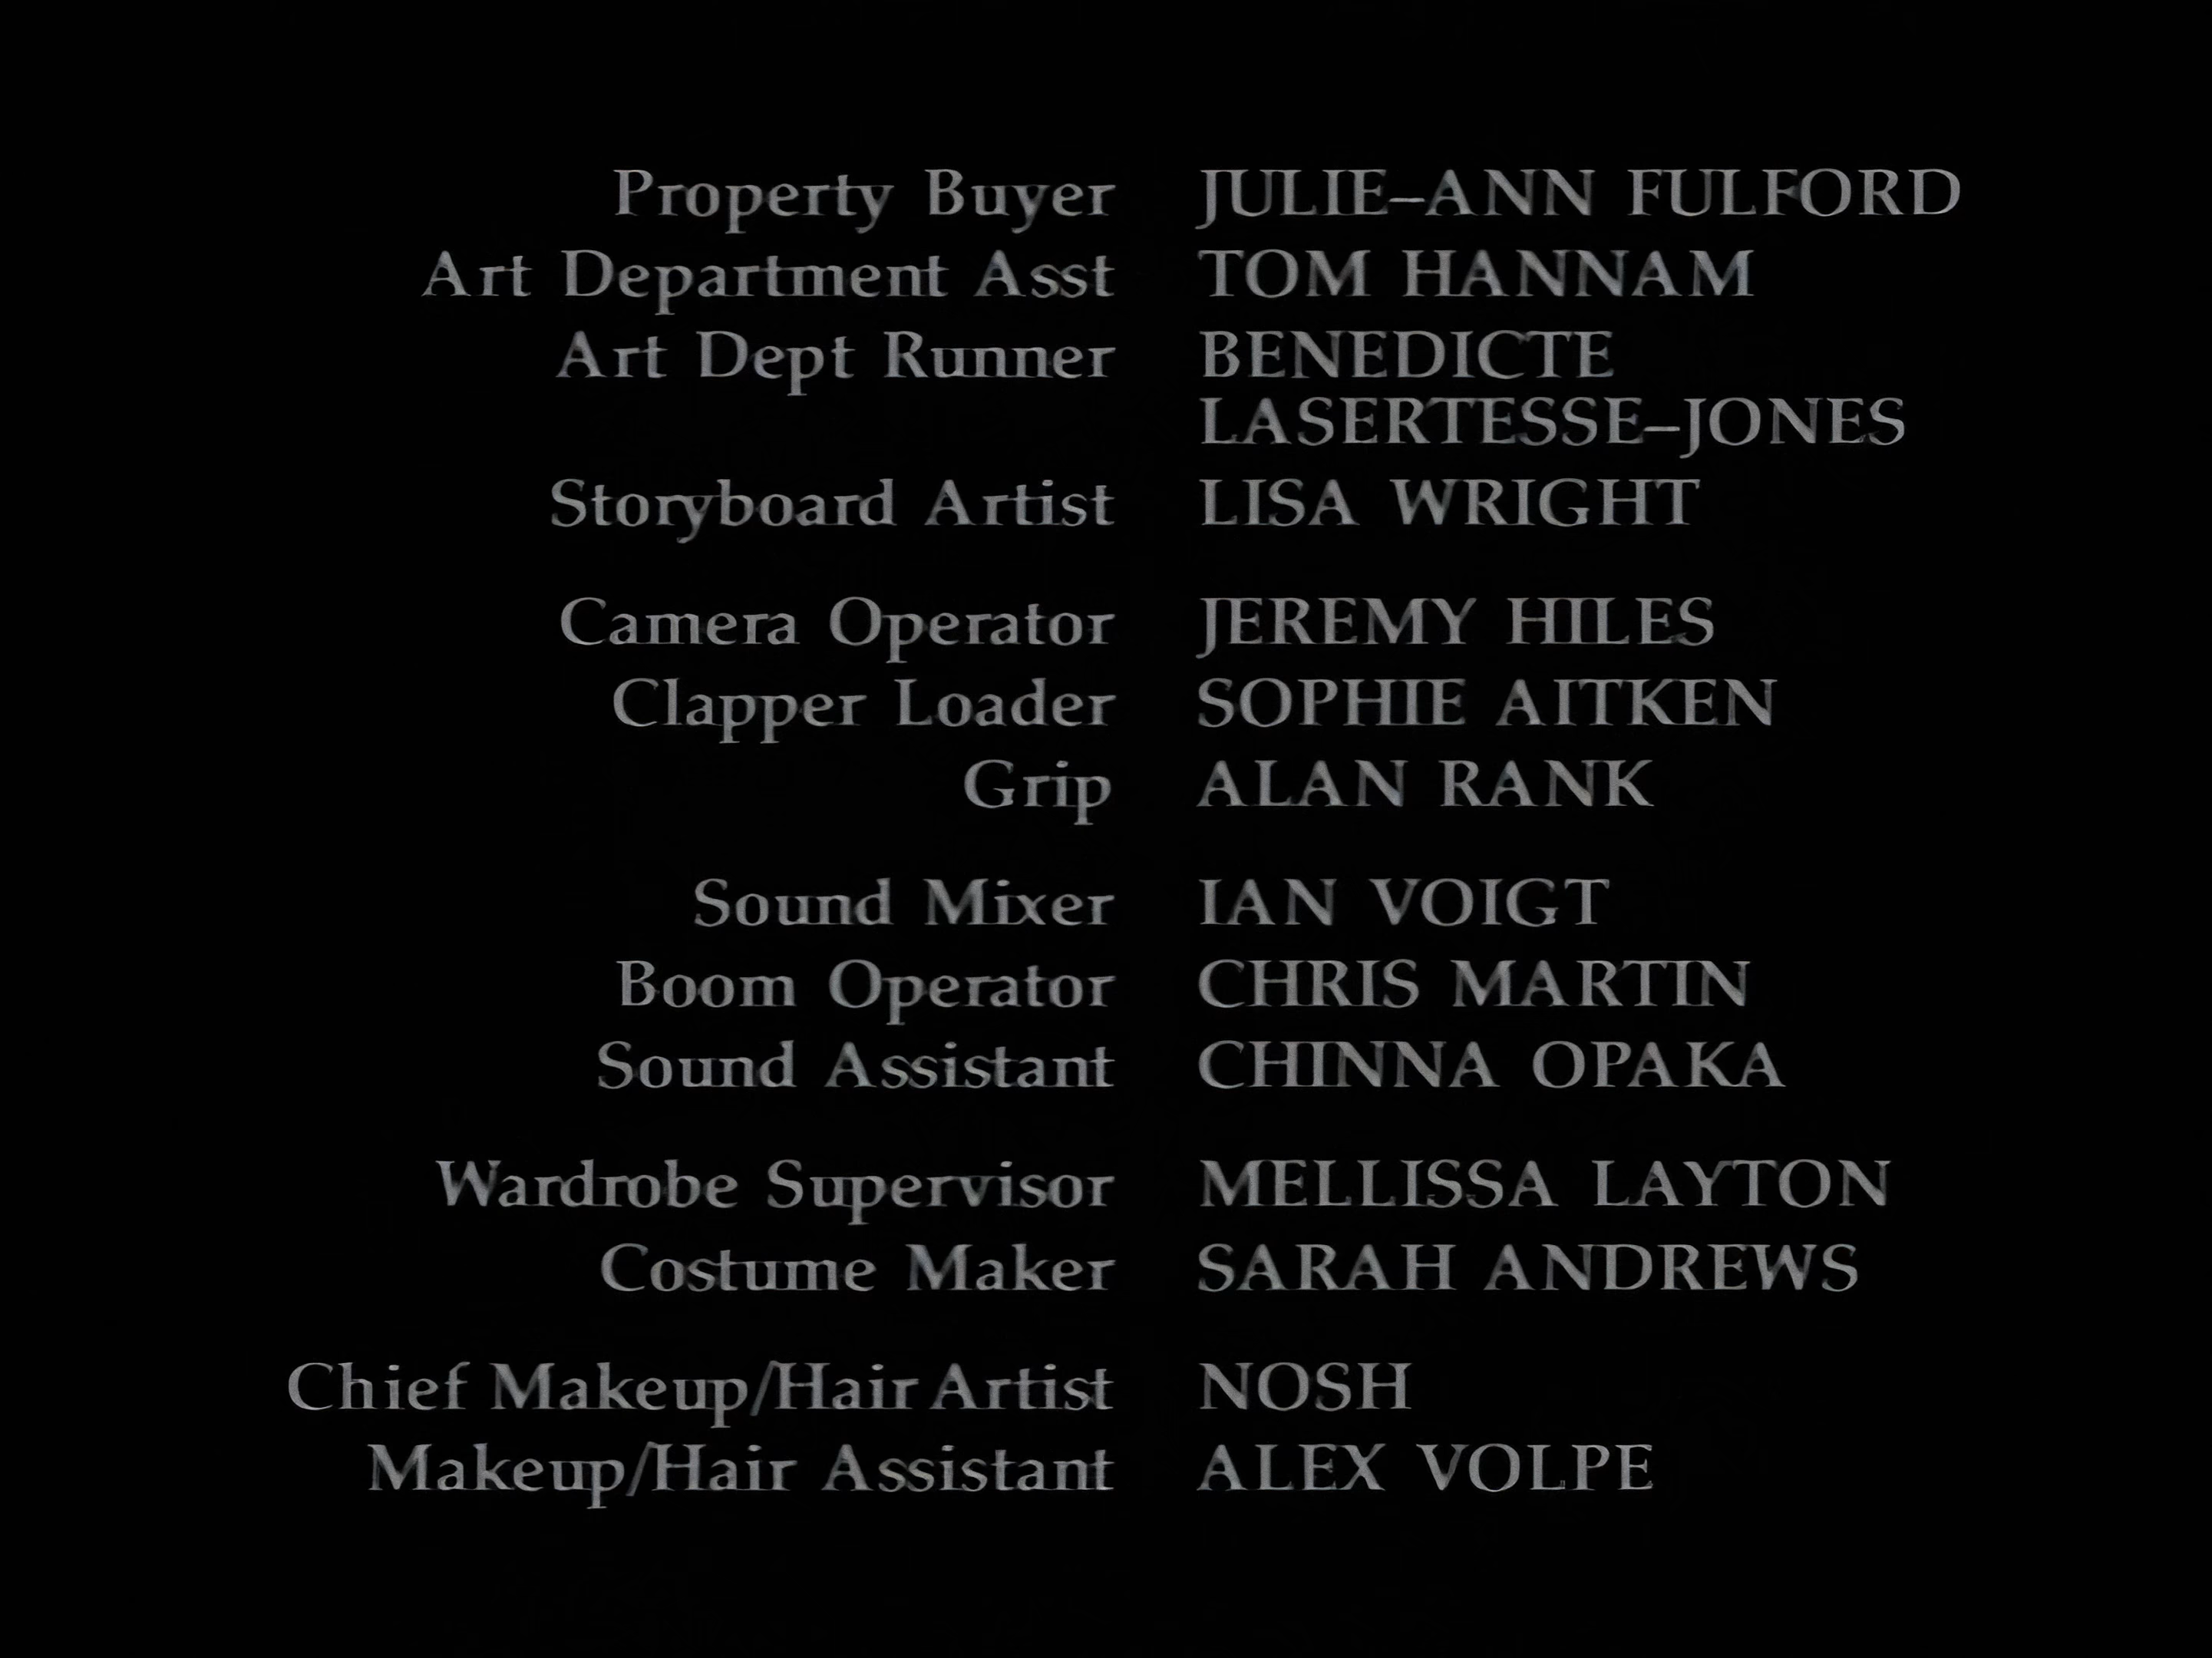 Property Buyer JULIE–ANN FULFORD
Art Department Asst TOM HANNAM
Art Dept Runner BENEDICTE
LASERTESSE–JONES
Storyboard Artist LISA WRIGHT
Camera Operator JEREMY HILES
Clapper Loader SOPHIE AITKEN
Grip ALAN RANK
Sound Mixer IAN VOIGT
Boom Operator CHRIS MARTIN
Sound Assistant CHINNA OPAKA
Wardrobe Supervisor MELLISSA LAYTON
Costume Maker SARAH ANDREWS
Chief Makeup/Hair Artist NOSH
Makeup/Hair Assistant ALEX VOLPE